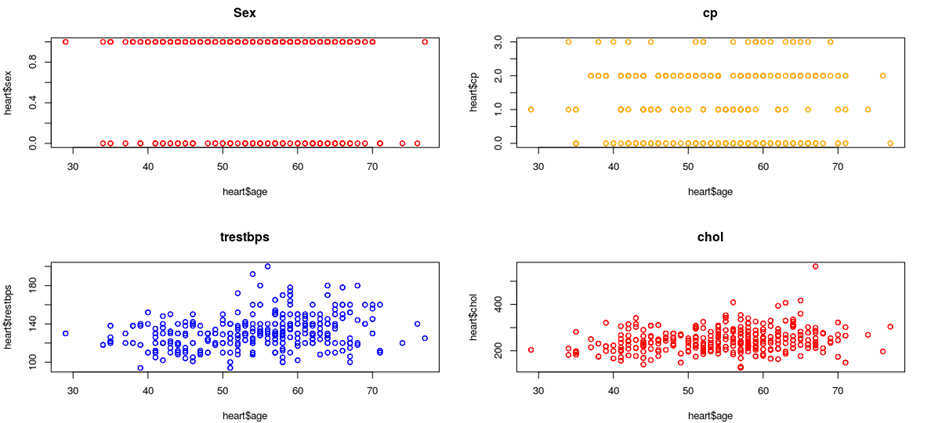 Sex
heart$sex
0.0 0.4 0.8
30 40 50 60 70
heart$age
cp
heart$cp
0.0 1.0 2.0 3.0
30 40 50 60 70
heart$age
trestbps
heart$trestbps
100 140 180
30 40 50 60 70
heart$age
chol
heart$chol
200 400
30 40 50 60 70
heart$age